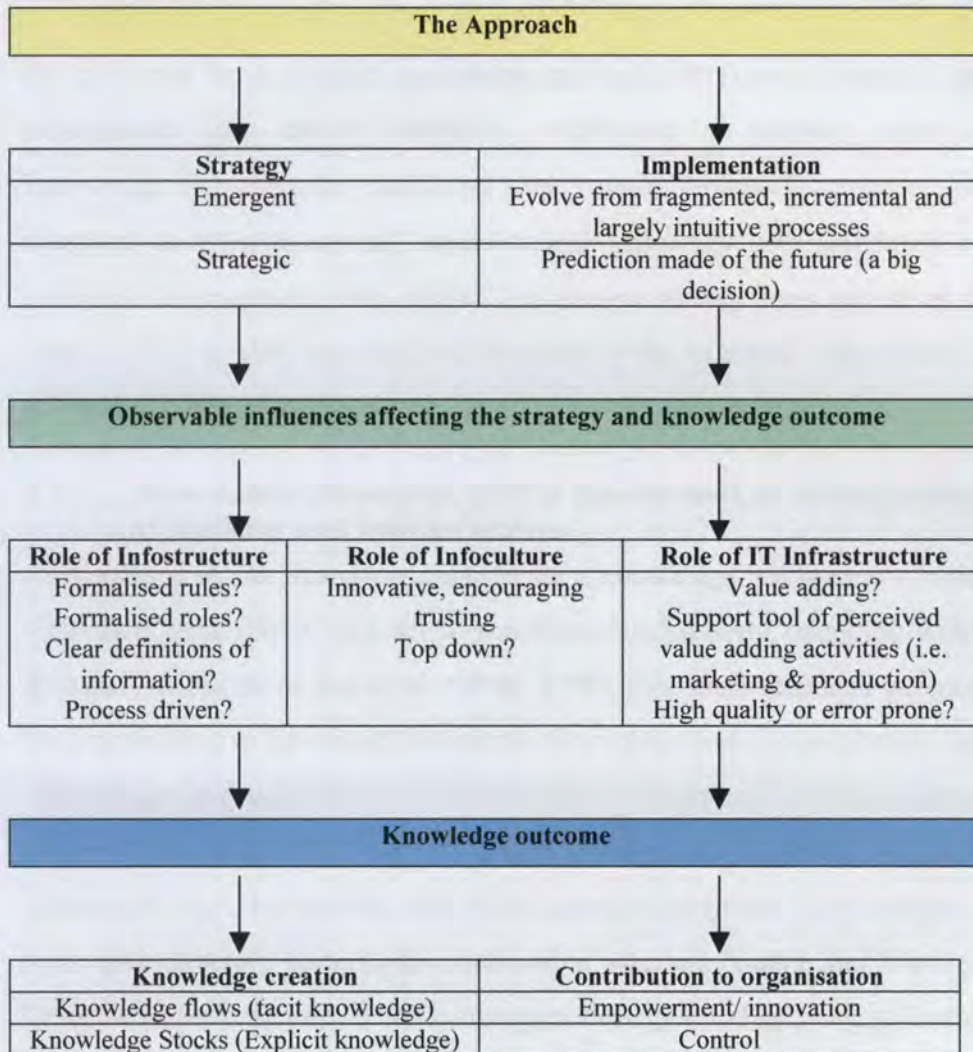 The Approach
Strategy
Implementation
Emergent
Evolve from fragmented, incremental and
largely intuitive processes
Strategic
Prediction made of the future (a big
decision)
Observable influences affecting the strategy and knowledge outcome
Role of Infostructure
Formalised rules?
Formalised roles?
Clear definitions of
information?
Process driven?
Role of Infoculture
Innovative, encouraging
trusting
Top down?
Role of IT Infrastructure
Value adding?
Support tool of perceived
value adding activities (i.e.
marketing & production)
High quality or error prone?
Knowledge outcome
Knowledge creation
Contribution to organisation
Knowledge flows (tacit knowledge)
Empowerment/ innovation
Knowledge Stocks (Explicit knowledge)
Control